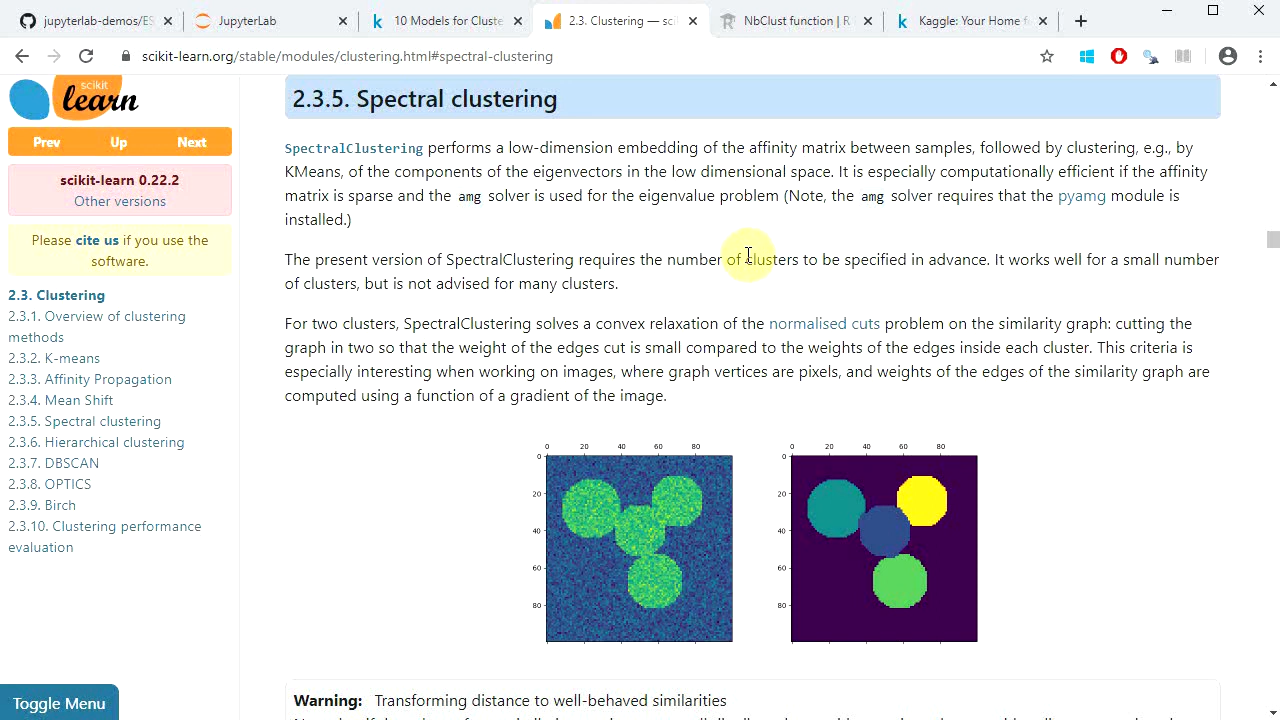 jupyterlab-demos/ES
JupyterLab
10 Models for Cluste
2.3. Clustering — sci
NbClust function | R
Kaggle: Your Home f
scikit-learn.org/stable/modules/clustering.html#spectral-clustering
scikit
learn
Prev Up Next
scikit-learn 0.22.2
Other versions
Please cite us if you use the
software.
2.3. Clustering
2.3.1. Overview of clustering
methods
2.3.2. K-means
2.3.3. Affinity Propagation
2.3.4. Mean Shift
2.3.5. Spectral clustering
2.3.6. Hierarchical clustering
2.3.7. DBSCAN
2.3.8. OPTICS
2.3.9. Birch
2.3.10. Clustering performance
evaluation
Toggle Menu
2.3.5. Spectral clustering
SpectralClustering performs a low-dimension embedding of the affinity matrix between samples, followed by clustering, e.g., by
KMeans, of the components of the eigenvectors in the low dimensional space. It is especially computationally efficient if the affinity
matrix is sparse and the amg solver is used for the eigenvalue problem (Note, the amg solver requires that the pyamg module is
installed.)
The present version of SpectralClustering requires the number of clusters to be specified in advance. It works well for a small number
of clusters, but is not advised for many clusters.
For two clusters, SpectralClustering solves a convex relaxation of the normalised cuts problem on the similarity graph: cutting the
graph in two so that the weight of the edges cut is small compared to the weights of the edges inside each cluster. This criteria is
especially interesting when working on images, where graph vertices are pixels, and weights of the edges of the similarity graph are
computed using a function of a gradient of the image.
0 20 40 60 80
0
20
40
60
80
0 20 40 60 80
0
20
40
60
80
Warning: Transforming distance to well-behaved similarities